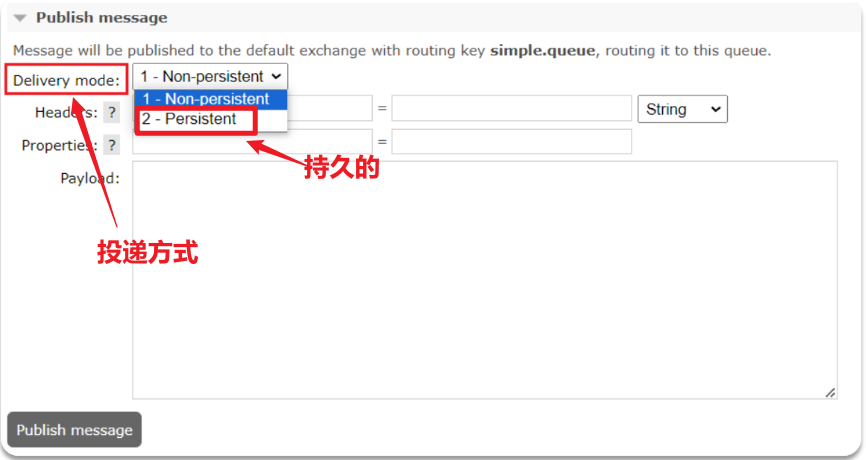 Publish message
Message will be published to the default exchange with routing key simple.queue, routing it to this queue.
Delivery mode: 1 - Non-persistent
1 - Non-persistent
Headers: ? = String
2 - Persistent
Properties: ? =
持久的
Payload:
投递方式
Publish message